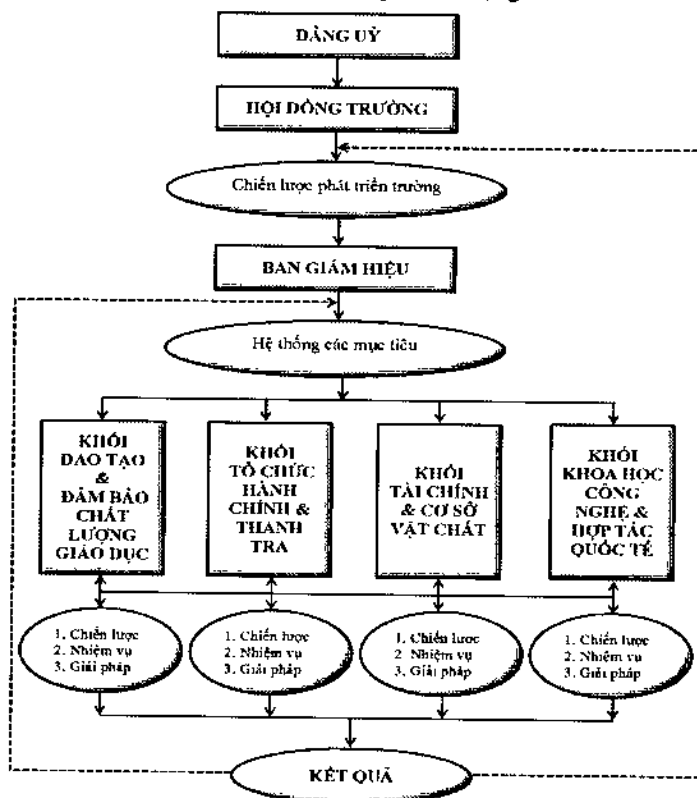 ĐẢNG UỶ
HỘI ĐỒNG TRƯỜNG
Chiến lược phát triển trường
BAN GIÁM HIỆU
Hệ thống các mục tiêu
KHỐI
ĐÀO TẠO
&
ĐẢM BẢO
CHẤT
LƯỢNG
GIÁO DỤC
KHỐI
TỔ CHỨC
HÀNH
CHÍNH &
THANH
TRA
KHỐI
TÀI CHÍNH
& CƠ SỞ
VẬT CHẤT
KHỐI
KHOA HỌC
CÔNG
NGHỆ &
HỢP TÁC
QUỐC TẾ
1. Chiến lược
2. Nhiệm vụ
3. Giải pháp
1. Chiến lược
2. Nhiệm vụ
3. Giải pháp
1. Chiến lược
2. Nhiệm vụ
3. Giải pháp
1. Chiến lược
2. Nhiệm vụ
3. Giải pháp
KẾT QUẢ